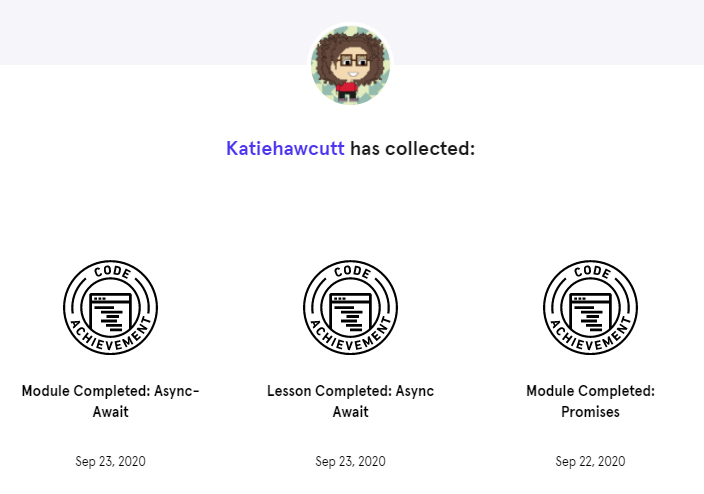 Katiehawcutt has collected:
CODE
ACHIEVEMENT
CODE
ACHIEVEMENT
CODE
ACHIEVEMENT
Module Completed: Async-
Await
Lesson Completed: Async
Await
Module Completed:
Promises
Sep 23, 2020
Sep 23, 2020
Sep 22, 2020